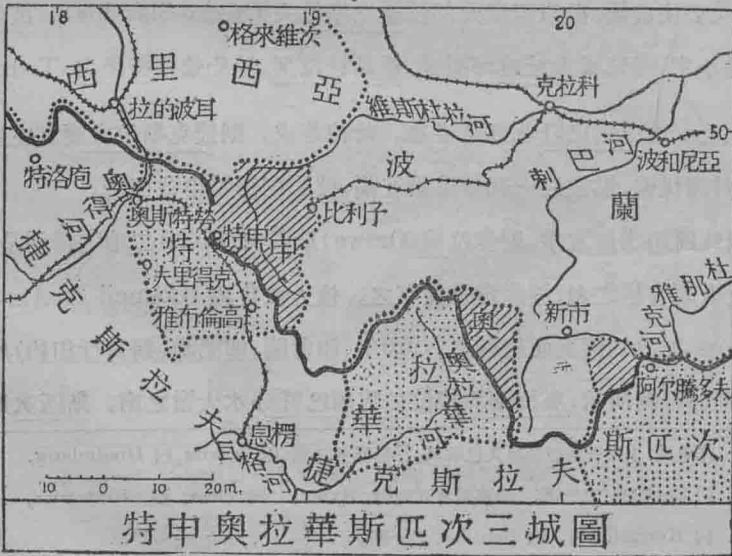 18 19 20
格來維次
西里西亞
拉的波耳
克拉科
維斯杜拉河
50
波和尼亞
剌巴河
波蘭
特洛庖
奧得河
奧斯特勞
特申
特申
比利子
捷克斯拉
夫里得克
雅布倫高
新市
杜那雅克河
阿尔騰多夫
奧拉華
奧拉華河
息楞
格河
捷克斯拉夫
斯匹次
10 0 10 20m.
特申奧拉華斯匹次三城圖